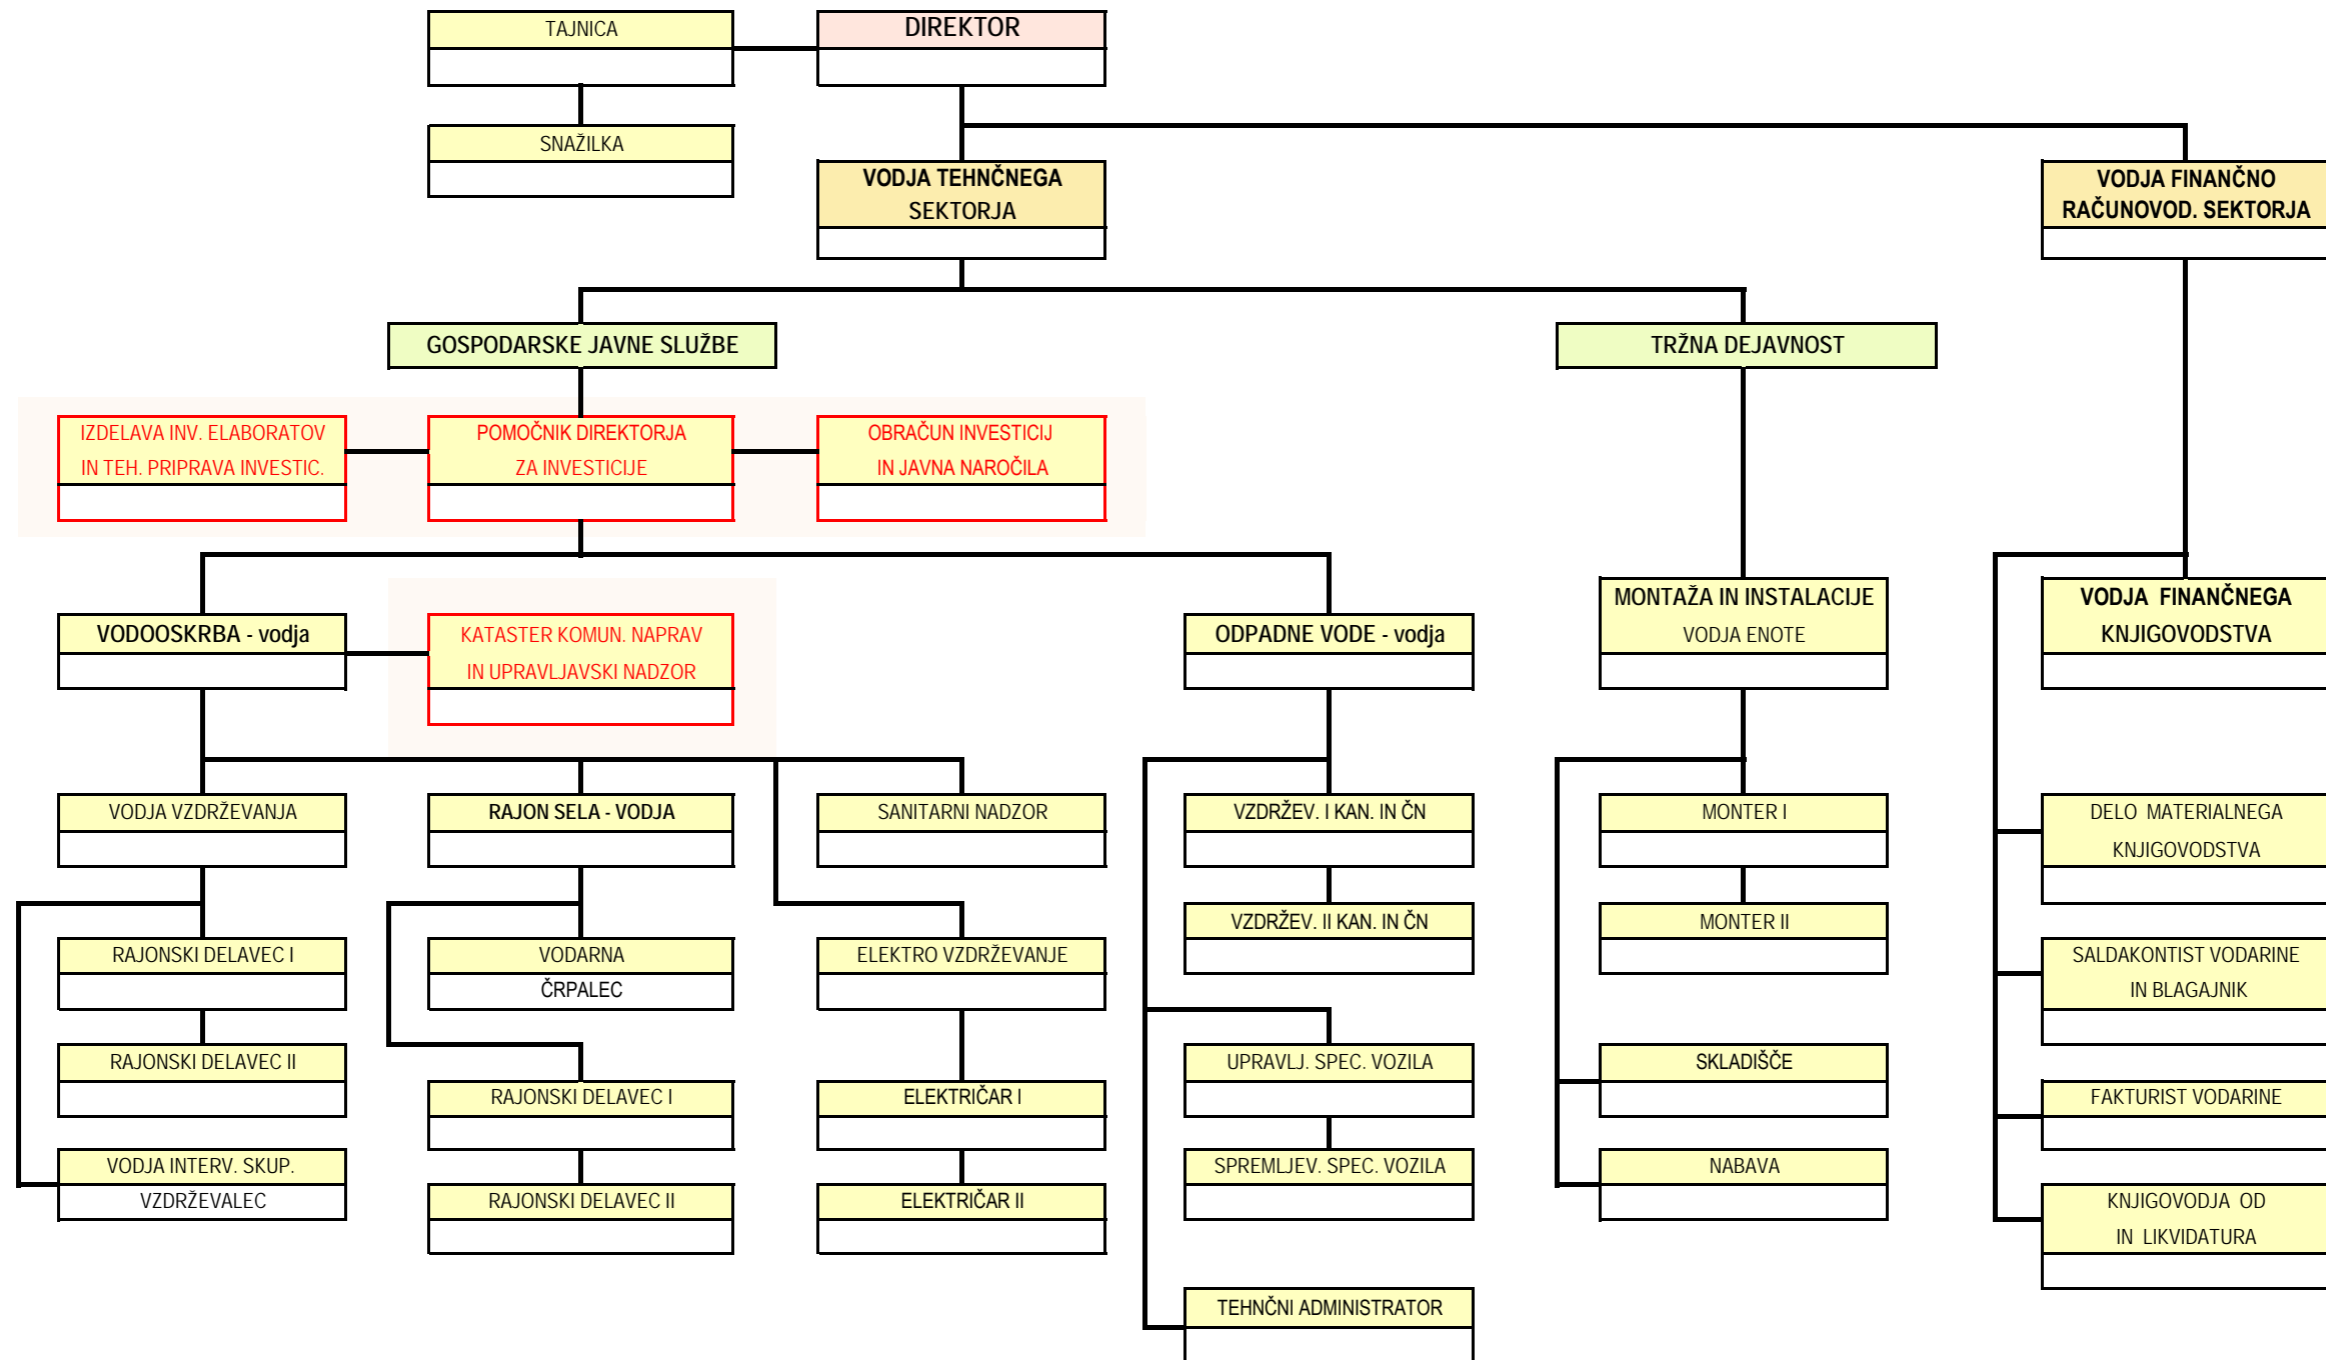 TAJNICA
DIREKTOR
SNAŽILKA
VODJA TEHNČNEGA
SEKTORJA
VODJA FINANČNO
RAČUNOVOD. SEKTORJA
GOSPODARSKE JAVNE SLUŽBE
TRŽNA DEJAVNOST
IZDELAVA INV. ELABORATOV
IN TEH. PRIPRAVA INVESTIC.
POMOČNIK DIREKTORJA
ZA INVESTICIJE
OBRAČUN INVESTICIJ
IN JAVNA NAROČILA
VODOOSKRBA - vodja
KATASTER KOMUN. NAPRAV
IN UPRAVLJAVSKI NADZOR
ODPADNE VODE - vodja
MONTAŽA IN INSTALACIJE
VODJA ENOTE
VODJA FINANČNEGA
KNJIGOVODSTVA
VODJA VZDRŽEVANJA
RAJON SELA - VODJA
SANITARNI NADZOR
VZDRŽEV. I KAN. IN ČN
MONTER I
DELO MATERIALNEGA
KNJIGOVODSTVA
VZDRŽEV. II KAN. IN ČN
MONTER II
RAJONSKI DELAVEC I
VODARNA
ČRPALEC
ELEKTRO VZDRŽEVANJE
SALDAKONTIST VODARINE
IN BLAGAJNIK
RAJONSKI DELAVEC II
UPRAVLJ. SPEC. VOZILA
SKLADIŠČE
RAJONSKI DELAVEC I
ELEKTRIČAR I
FAKTURIST VODARINE
VODJA INTERV. SKUP.
VZDRŽEVALEC
SPREMLJEV. SPEC. VOZILA
NABAVA
RAJONSKI DELAVEC II
ELEKTRIČAR II
KNJIGOVODJA OD
IN LIKVIDATURA
TEHNČNI ADMINISTRATOR